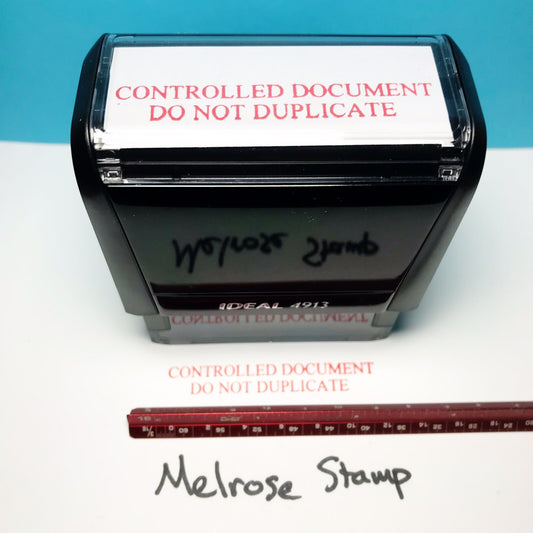 CONTROLLED DOCUMENT
DO NOT DUPLICATE
Melrose Stamp
IDEAL 4913
CONTROLLED DOCUMENT
CONTROLLED DOCUMENT
DO NOT DUPLICATE
Melrose Stamp